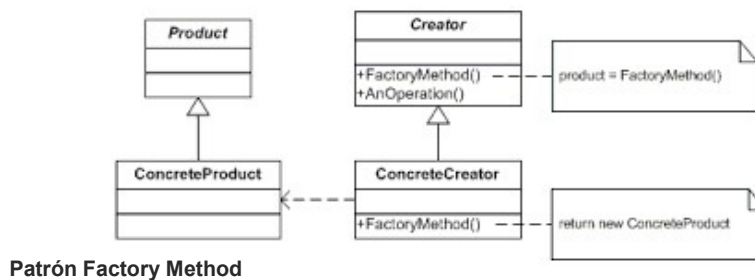 Product
Creator
+FactoryMethod()
+AnOperation()
product = FactoryMethod()
ConcreteProduct
ConcreteCreator
+FactoryMethod()
return new ConcreteProduct
Patrón Factory Method